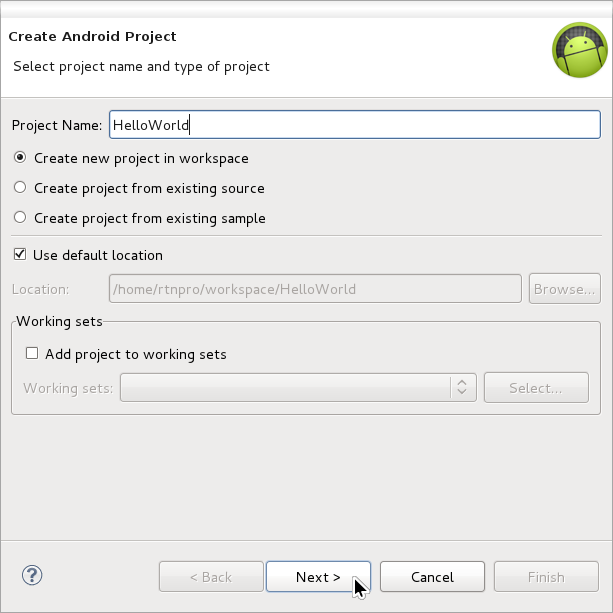 Create Android Project
Select project name and type of project
Project Name: HelloWorld
Create new project in workspace
Create project from existing source
Create project from existing sample
Use default location
Location: /home/rtnpro/workspace/HelloWorld Browse...
Working sets
Add project to working sets
Working sets: Select...
? < Back Next > Cancel Finish